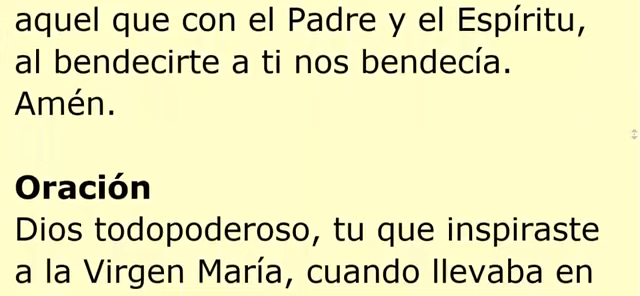 aquel que con el Padre y el Espíritu,
al bendecirte a ti nos bendecía.
Amén.
Oración
Dios todopoderoso, tu que inspiraste
a la Virgen María, cuando llevaba en